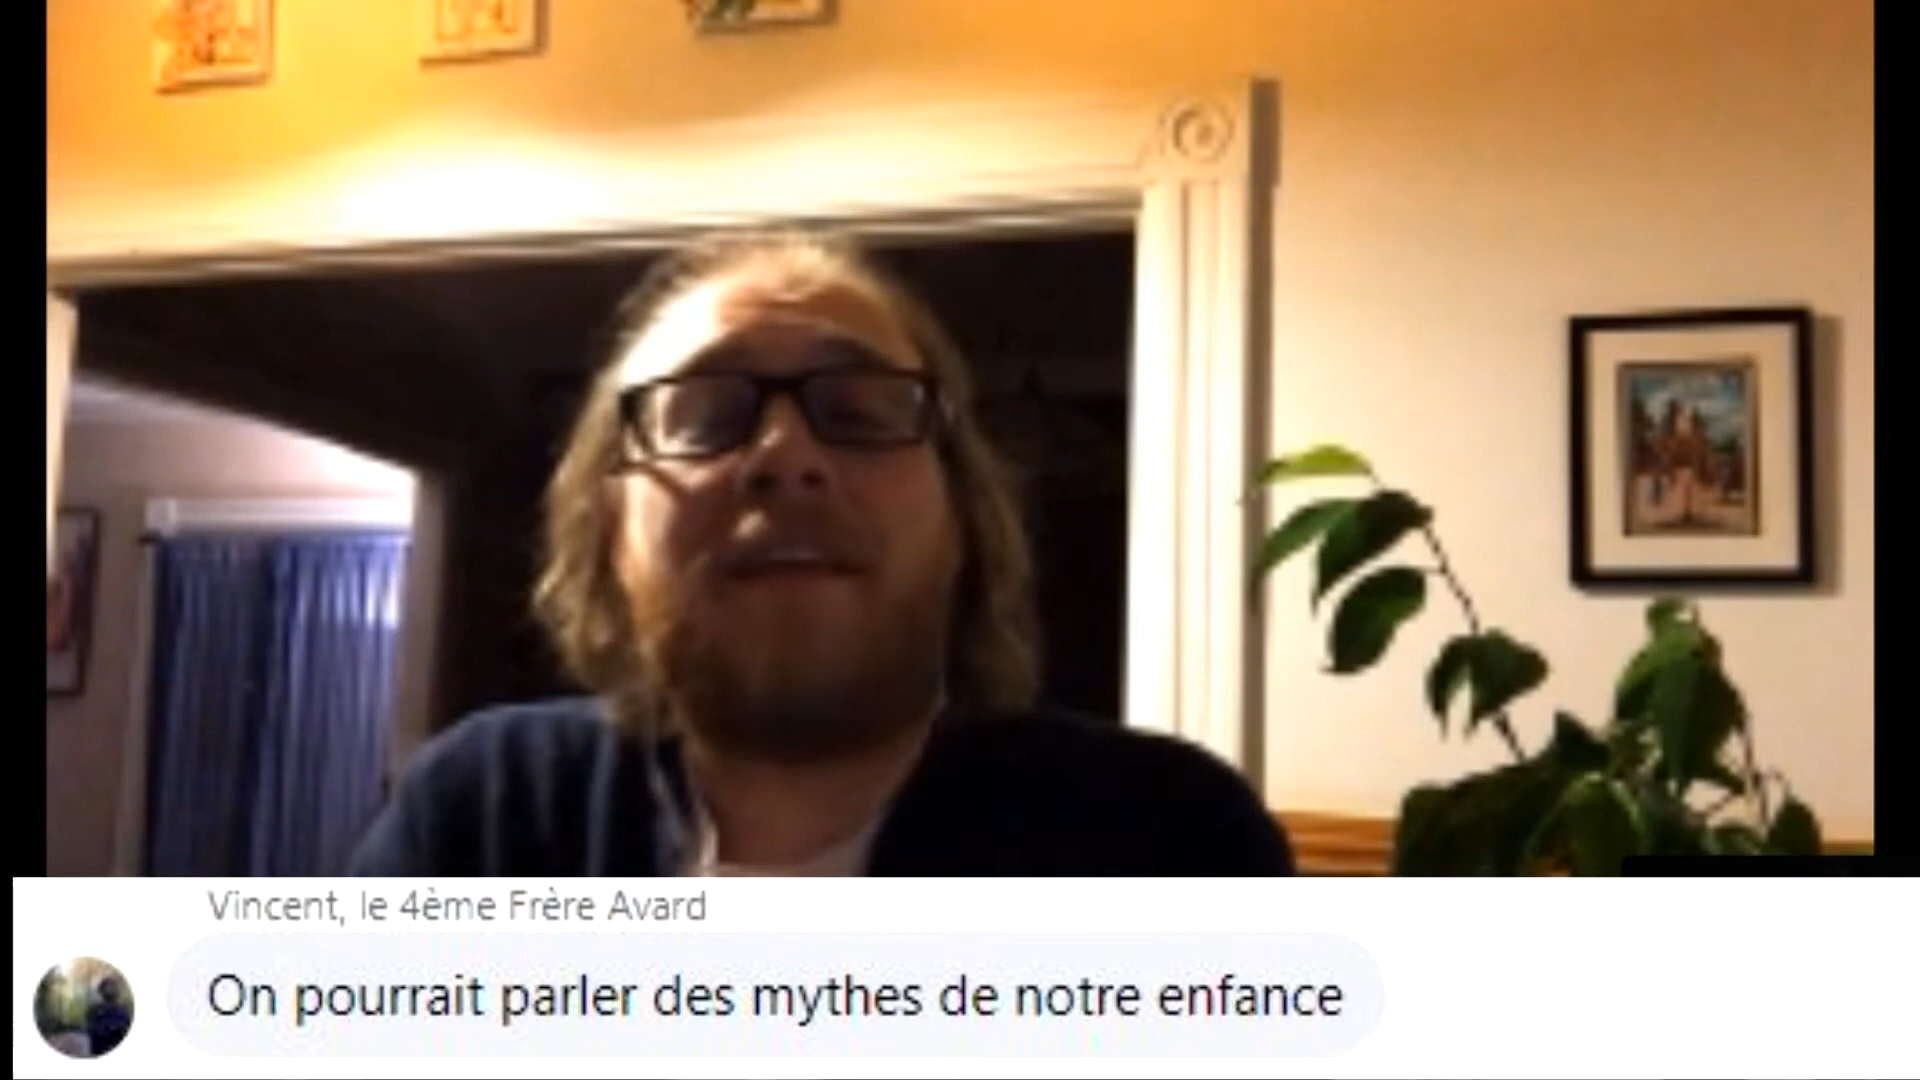 Vincent, le 4ème Frère Avard
On pourrait parler des mythes de notre enfance